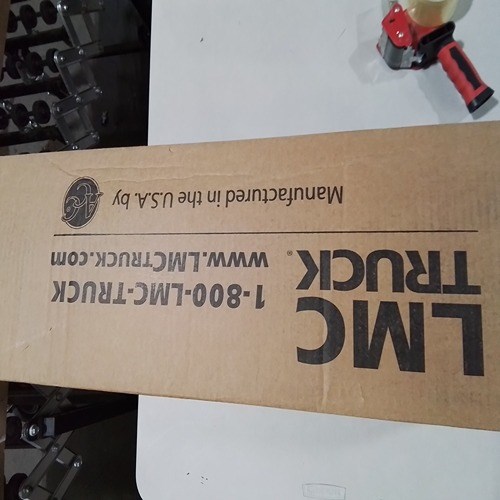 LMC
TRUCK®
1-800-LMC-TRUCK
www.LMCTRUCK.com
Manufactured in the U.S.A. by